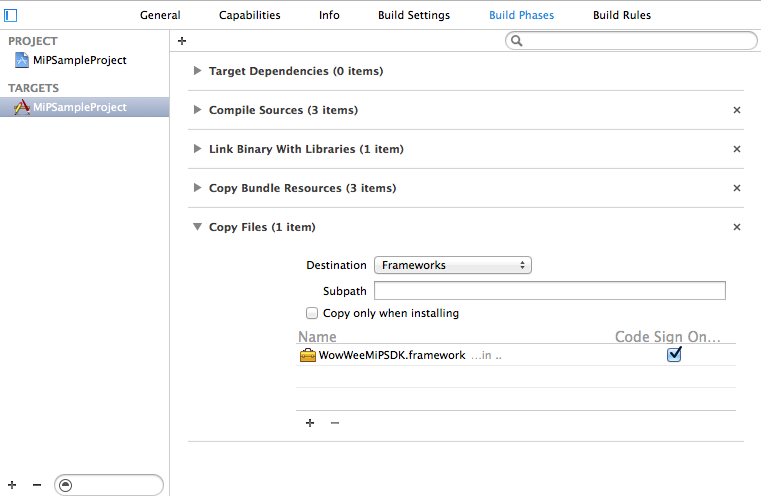 General Capabilities Info Build Settings Build Phases Build Rules
PROJECT
MiPSampleProject
TARGETS
MiPSampleProject
Target Dependencies (0 items)
Compile Sources (3 items)
Link Binary With Libraries (1 item)
Copy Bundle Resources (3 items)
Copy Files (1 item)
Destination Frameworks
Subpath
Copy only when installing
Name Code Sign On...
WowWeeMiPSDK.framework ...in ..